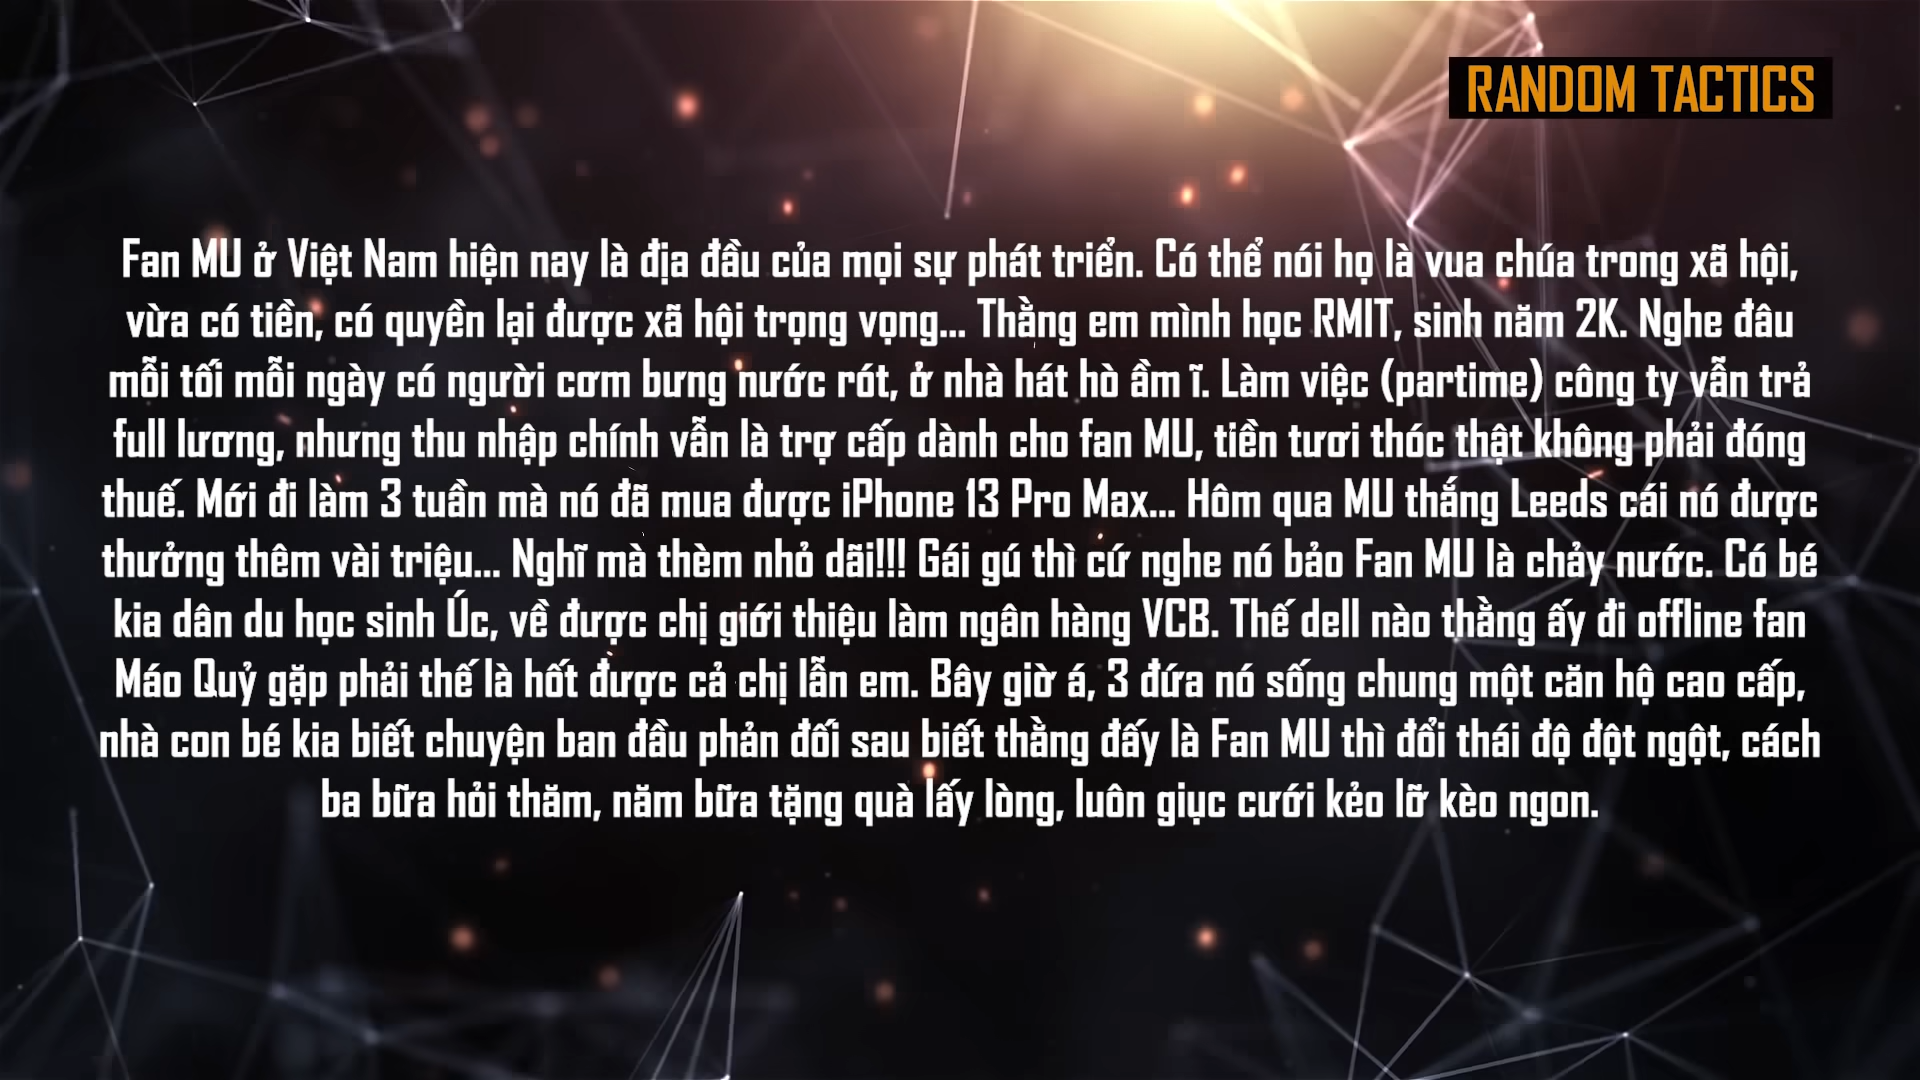 RANDOM TACTICS
Fan MU ở Việt Nam hiện nay là địa đầu của mọi sự phát triển. Có thể nói họ là vua chúa trong xã hội,
vừa có tiền, có quyền lại được xã hội trọng vọng... Thằng em mình học RMIT, sinh năm 2K. Nghe đâu
mỗi tối mỗi ngày có người cơm bưng nước rót, ở nhà hát hò ầm ĩ. Làm việc (partime) công ty vẫn trả
full lương, nhưng thu nhập chính vẫn là trợ cấp dành cho fan MU, tiền tươi thóc thật không phải đóng
thuế. Mới đi làm 3 tuần mà nó đã mua được iPhone 13 Pro Max... Hôm qua MU thắng Leeds cái nó được
thưởng thêm vài triệu... Nghĩ mà thèm nhỏ dãi!!! Gái gú thì cứ nghe nó bảo Fan MU là chảy nước. Có bé
kia dân du học sinh Úc, về được chị giới thiệu làm ngân hàng VCB. Thế dell nào thằng ấy đi offline fan
Máo Quỷ gặp phải thế là hốt được cả chị lẫn em. Bây giờ á, 3 đứa nó sống chung một căn hộ cao cấp,
nhà con bé kia biết chuyện ban đầu phản đối sau biết thằng đấy là Fan MU thì đổi thái độ đột ngột, cách
ba bữa hỏi thăm, năm bữa tặng quà lấy lòng, luôn giục cưới kẻo lỡ kèo ngon.